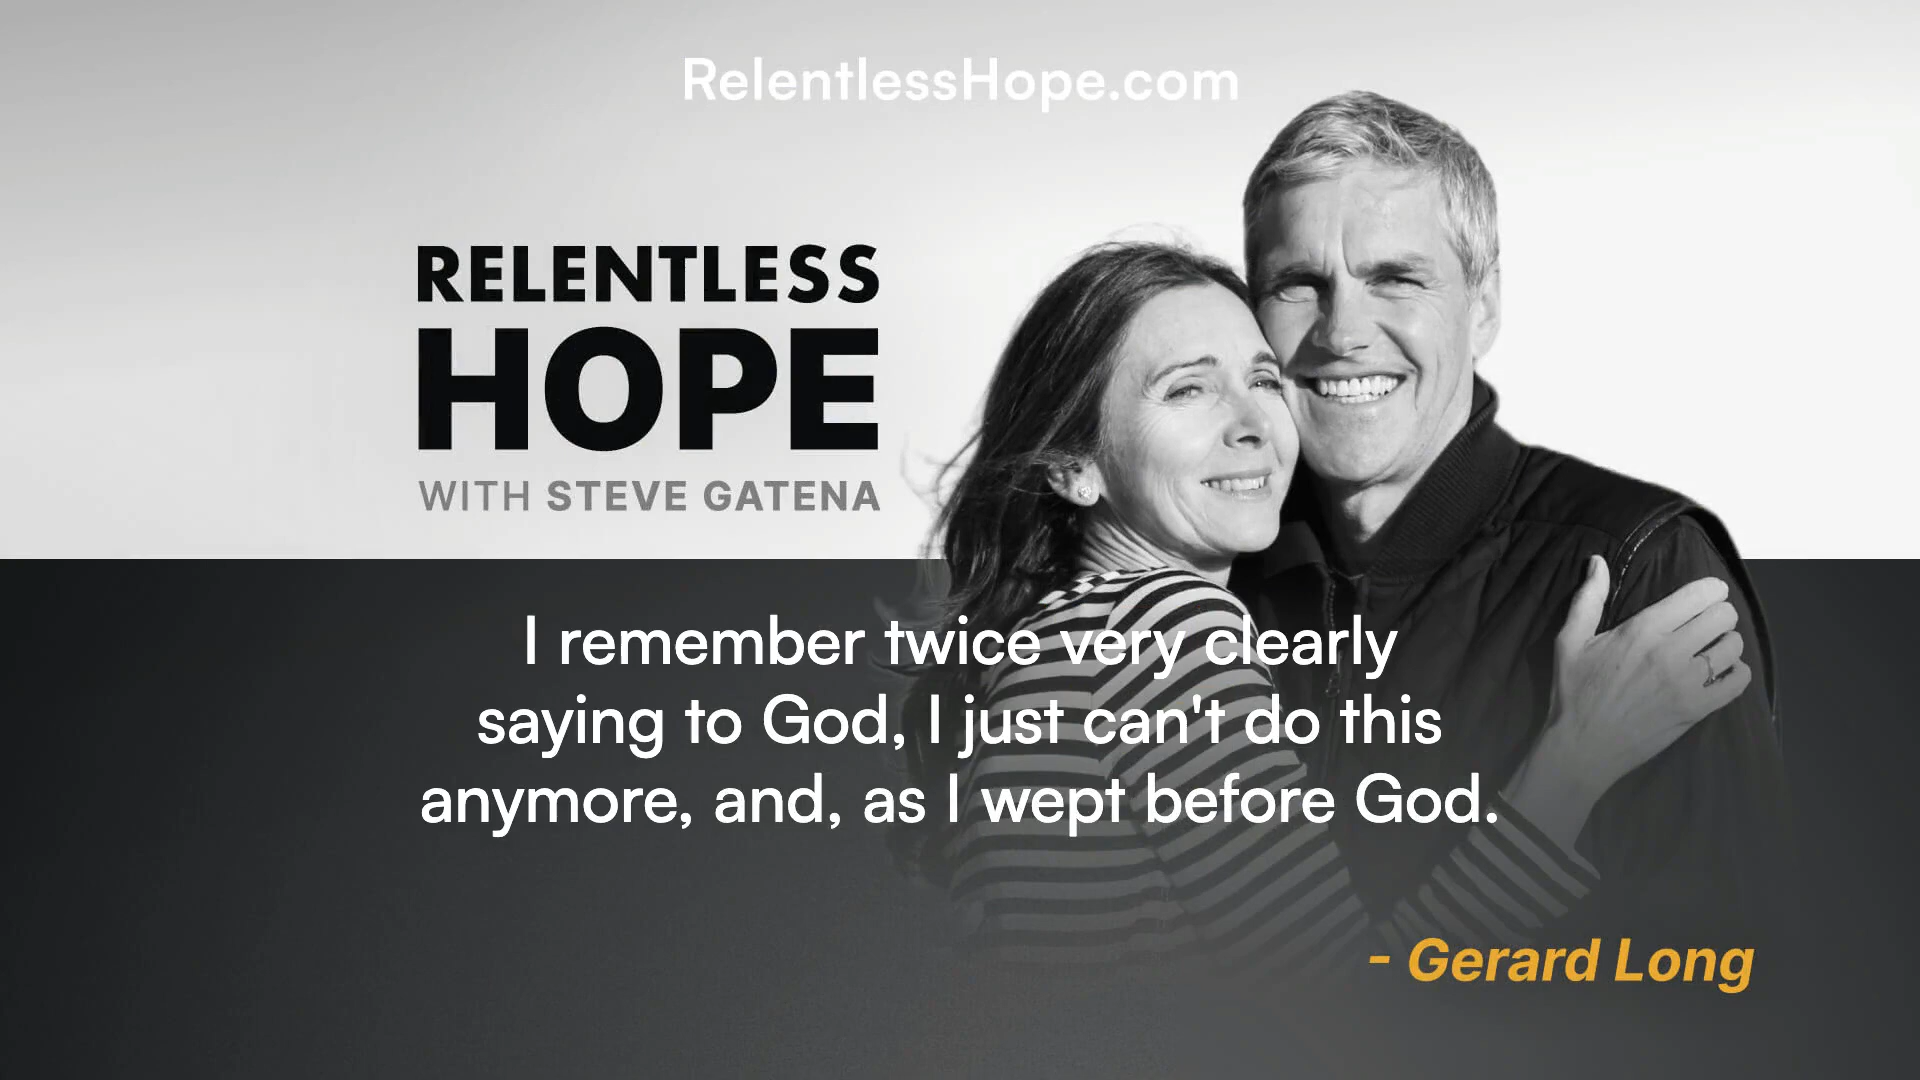 RelentlessHope.com
RELENTLESS
HOPE
WITH STEVE GATENA
I remember twice very clearly
saying to God, I just can't do this
anymore, and, as I wept before God.
- Gerard Long